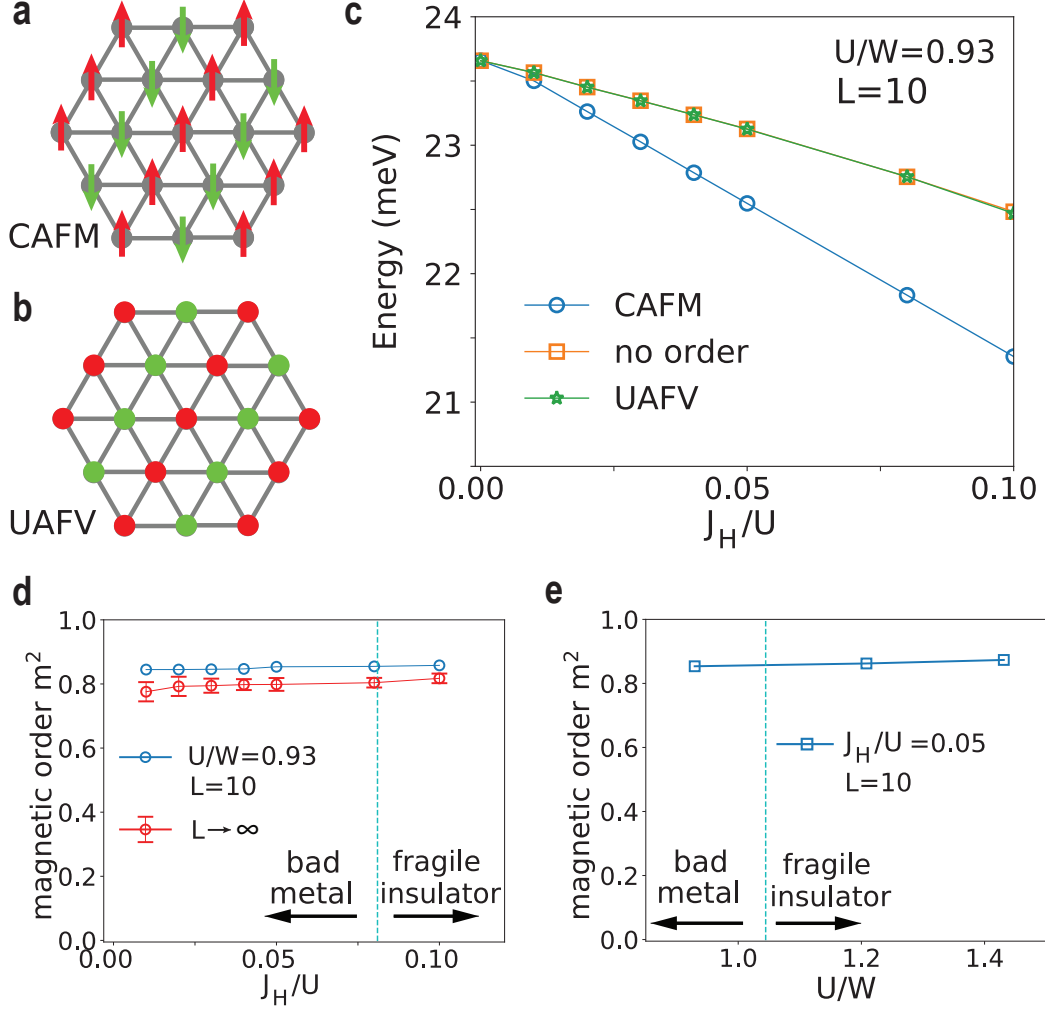 a
CAFM
b
UAFV
c
24
23
22
21
Energy (meV)
U/W=0.93
L=10
CAFM
no order
UAFV
0.00
0.05
0.10
J_H/U
d
1.0
0.8
0.6
0.4
0.2
0.0
magnetic order m²
U/W=0.93
L=10
L→∞
bad
metal
fragile
insulator
0.00
0.05
0.10
J_H/U
e
1.0
0.8
0.6
0.4
0.2
0.0
magnetic order m²
J_H/U=0.05
L=10
bad
metal
fragile
insulator
1.0
1.2
1.4
U/W